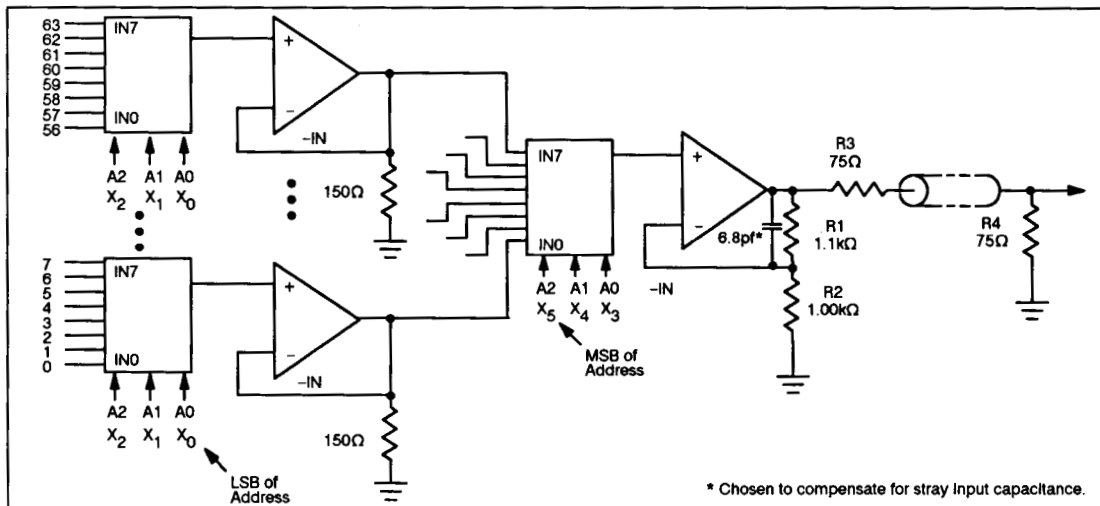 63
62
61
60
59
58
57
56
IN7
IN0
A2 A1 A0
X2 X1 X0
+
−
−IN
150Ω
7
6
5
4
3
2
1
0
IN7
IN0
A2 A1 A0
X2 X1 X0
LSB of
Address
+
−
−IN
150Ω
IN7
IN0
A2 A1 A0
X5 X4 X3
MSB of
Address
+
−
−IN
6.8pf*
R1
1.1kΩ
R2
1.00kΩ
R3
75Ω
R4
75Ω
* Chosen to compensate for stray input capacitance.